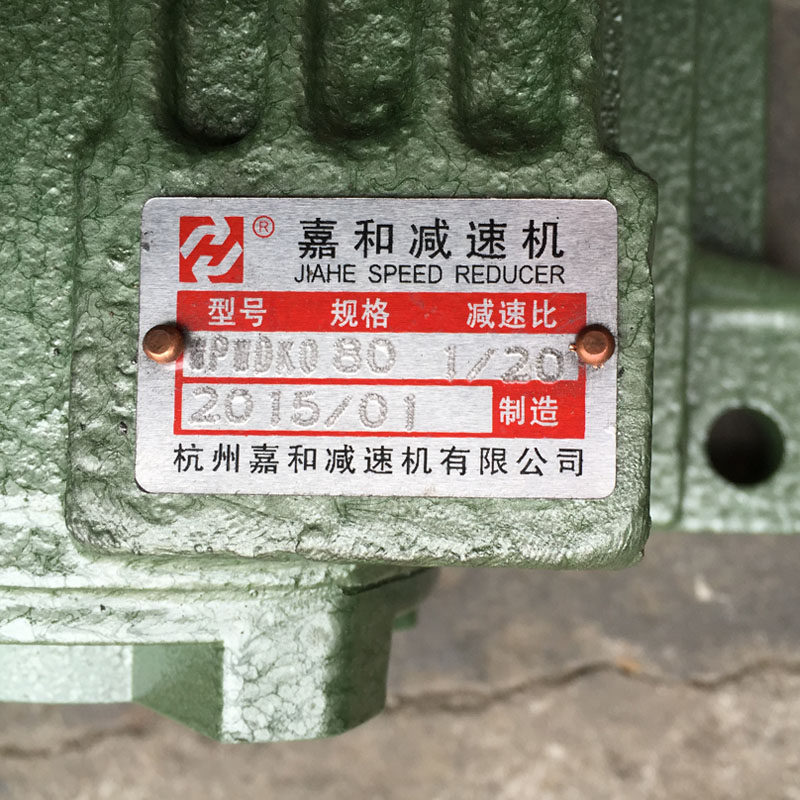 ® 嘉和减速机
JIAHE SPEED REDUCER
型号 规格 减速比
WPWDKO 80 1/20
2015/01 制造
杭州嘉和减速机有限公司